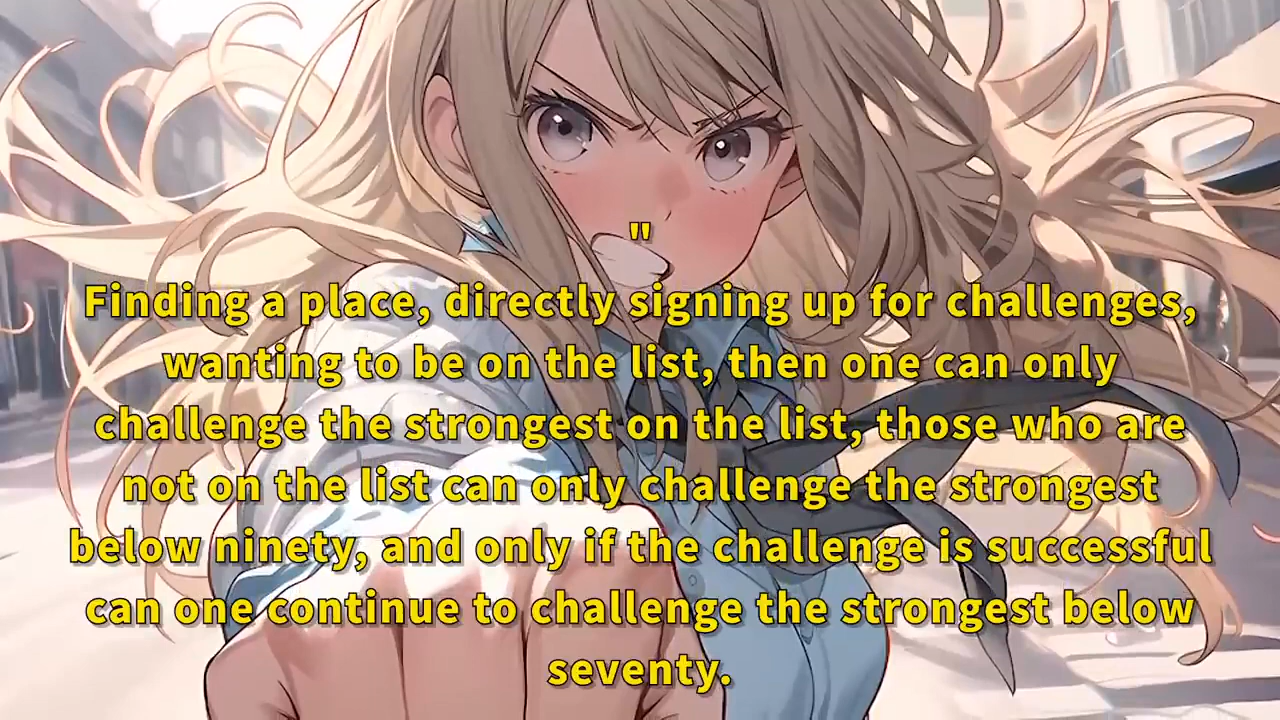 "
Finding a place, directly signing up for challenges,
wanting to be on the list, then one can only
challenge the strongest on the list, those who are
not on the list can only challenge the strongest
below ninety, and only if the challenge is successful
can one continue to challenge the strongest below
seventy.